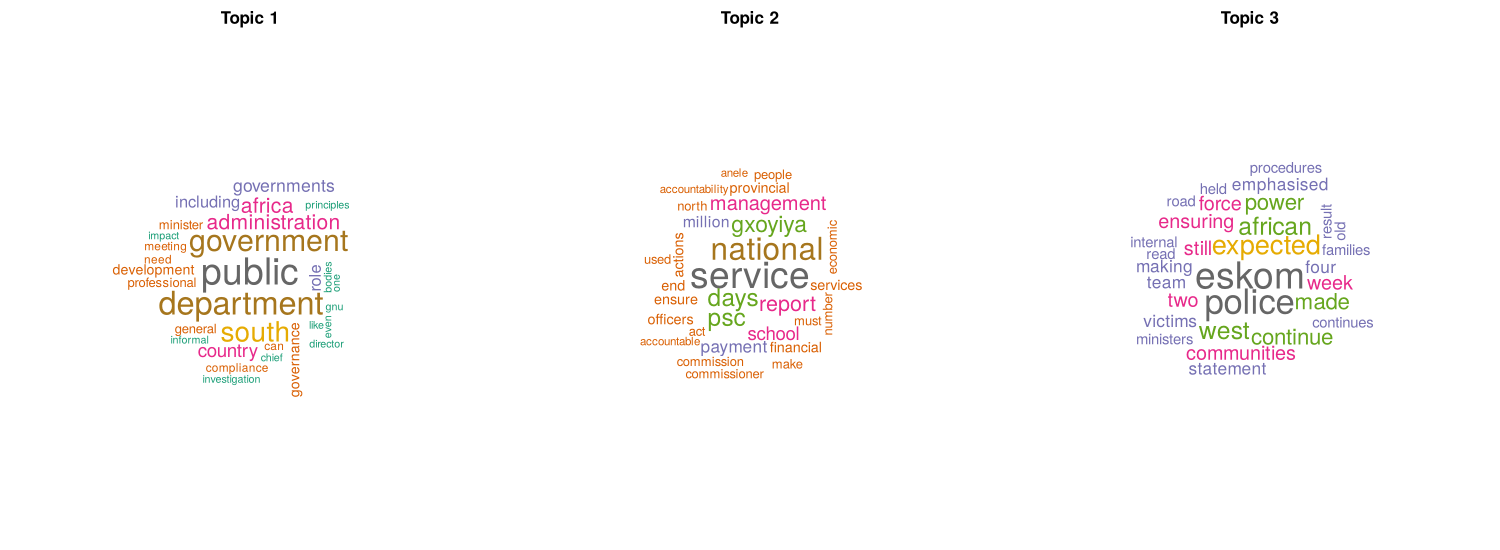 Topic 1
governments
including africa principles
minister administration
impact
meeting government
need
development public role bodies one
professional
department gnu
general south like even
informal
country can director
chief
compliance governance
investigation
Topic 2
anele people
accountability provincial
north management
million gxoyiya
actions national economic
used
service
end services
ensure days report
officers psc must number
act school
accountable payment financial
commission make
commissioner
Topic 3
procedures
held emphasised
road force power
ensuring african result old
internal still expected families
read
making eskom four
team week
two police made
victims west continues
ministers continue
communities
statement